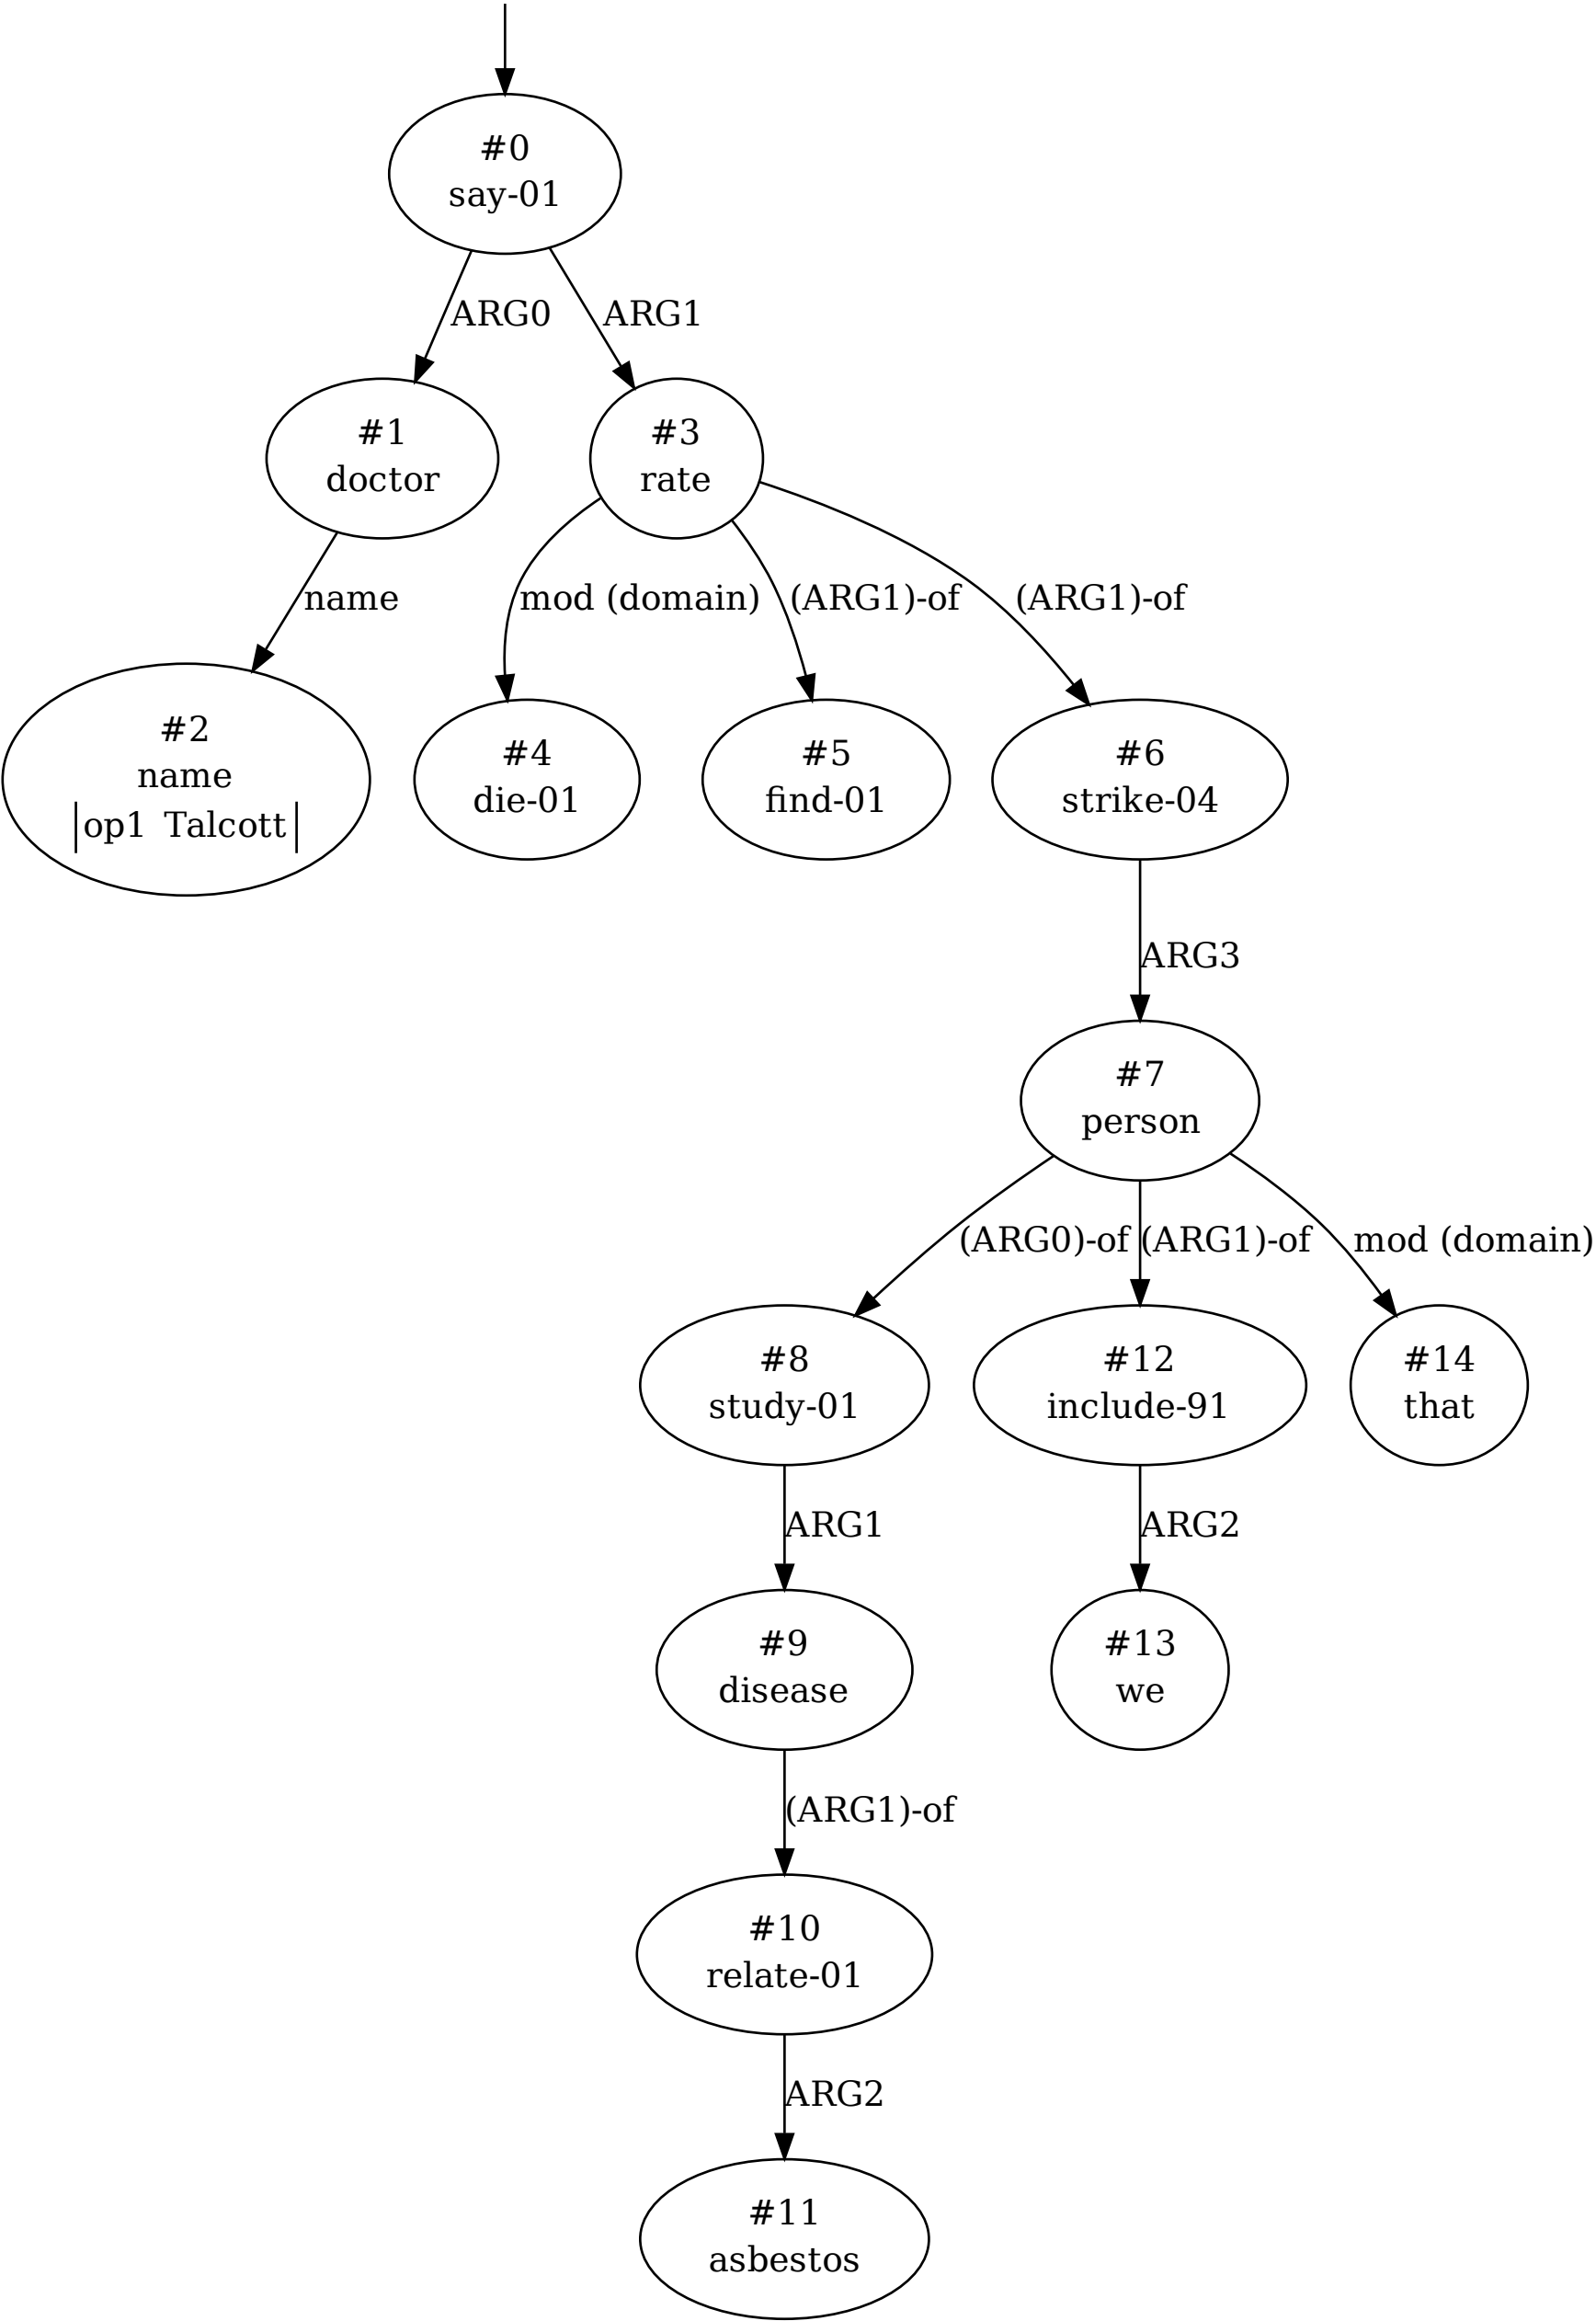 #0
say-01
ARG0
ARG1
#1
doctor
#3
rate
name
mod (domain)
(ARG1)-of
(ARG1)-of
#2
name
op1 Talcott
#4
die-01
#5
find-01
#6
strike-04
ARG3
#7
person
(ARG0)-of
(ARG1)-of
mod (domain)
#8
study-01
#12
include-91
#14
that
ARG1
ARG2
#9
disease
#13
we
(ARG1)-of
#10
relate-01
ARG2
#11
asbestos